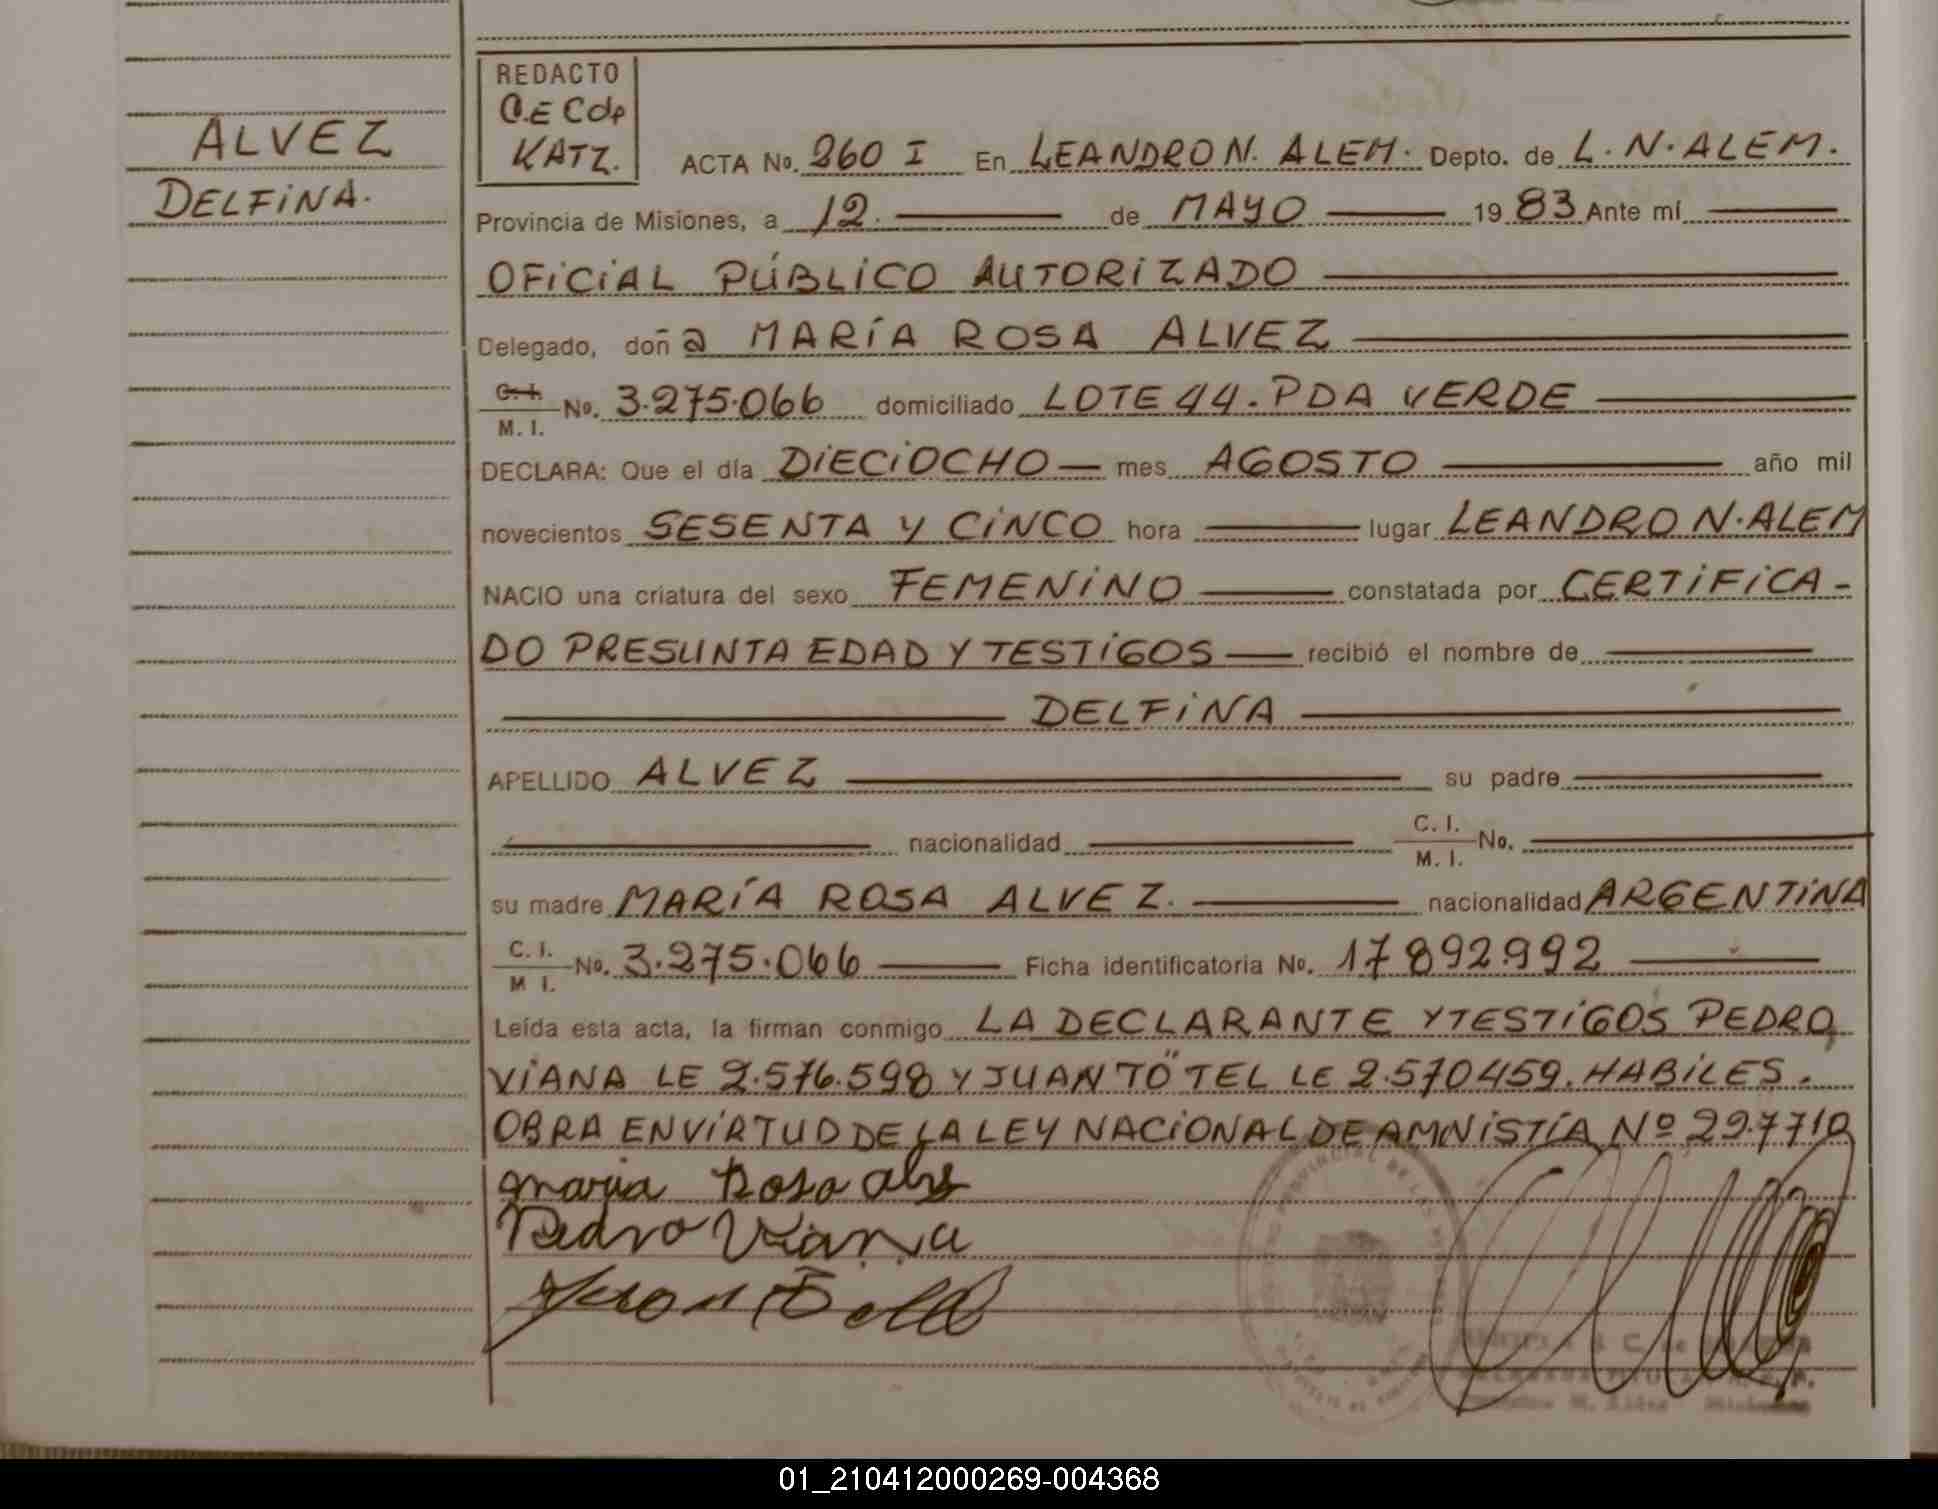 ALVEZ
DELFINA.
REDACTO
KATZ.
ACTA No. 260 I En LEANDRO N. ALEM. Depto. de L. N. ALEM.
Provincia de Misiones, a 12. de MAYO 19 83 Ante mí
OFICIAL PÚBLICO AUTORIZADO
Delegado, doña MARÍA ROSA ALVEZ
C. I.
M. I. No. 3.275.066 domiciliado LOTE 44. PDA VERDE
DECLARA: Que el día DIECIOCHO mes AGOSTO año mil
novecientos SESENTA Y CINCO hora lugar LEANDRO N. ALEM
NACIO una criatura del sexo FEMENINO constatada por CERTIFICA-
DO PRESUNTA EDAD Y TESTIGOS recibió el nombre de
DELFINA
APELLIDO ALVEZ su padre
nacionalidad C. I. M. I. No.
su madre MARÍA ROSA ALVEZ. nacionalidad ARGENTINA
C. I.
M I. No. 3.275.066 Ficha identificatoria No. 17892992
Leída esta acta, la firman conmigo LA DECLARANTE Y TESTIGOS PEDRO
VIANA LE 2.576.598 Y JUAN TÖTEL LE 2.570459. HABILES.
OBRA EN VIRTUD DE LA LEY NACIONAL DE AMNISTÍA Nº 22.7710
Maria Rosa
Pedro Viana
01_210412000269-004368